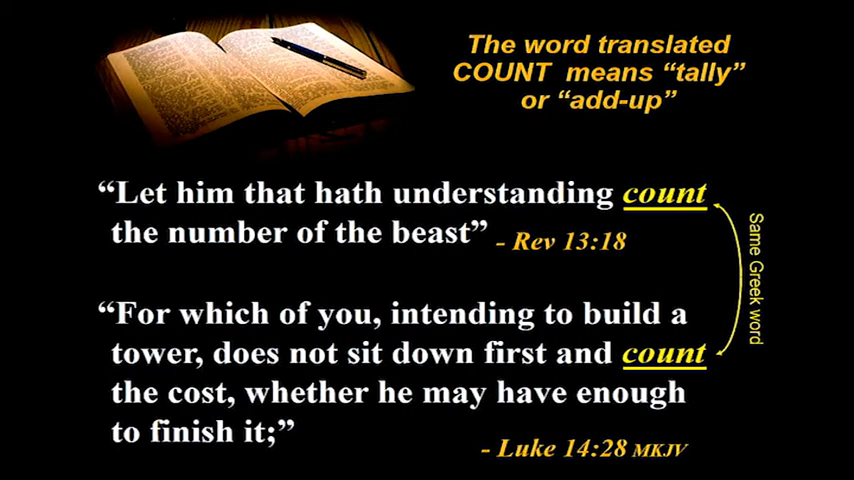 The word translated
COUNT means “tally”
or “add-up”
“Let him that hath understanding count
the number of the beast” - Rev 13:18
Same Greek word
“For which of you, intending to build a
tower, does not sit down first and count
the cost, whether he may have enough
to finish it;”
- Luke 14:28 MKJV